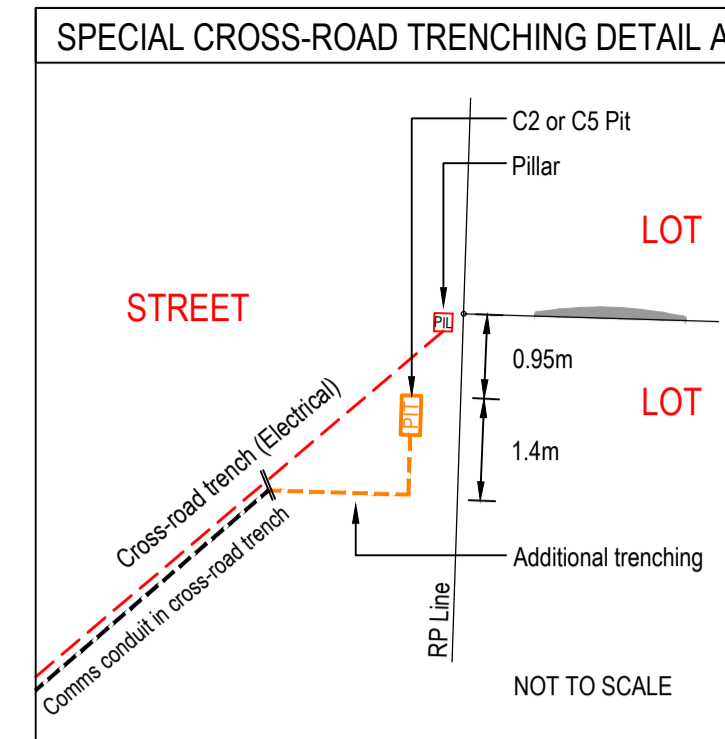 SPECIAL CROSS-ROAD TRENCHING DETAIL A
C2 or C5 Pit
Pillar
LOT
STREET
PIL
0.95m
LOT
PIT
1.4m
Cross-road trench (Electrical)
Comms conduit in cross-road trench
Additional trenching
RP Line
NOT TO SCALE